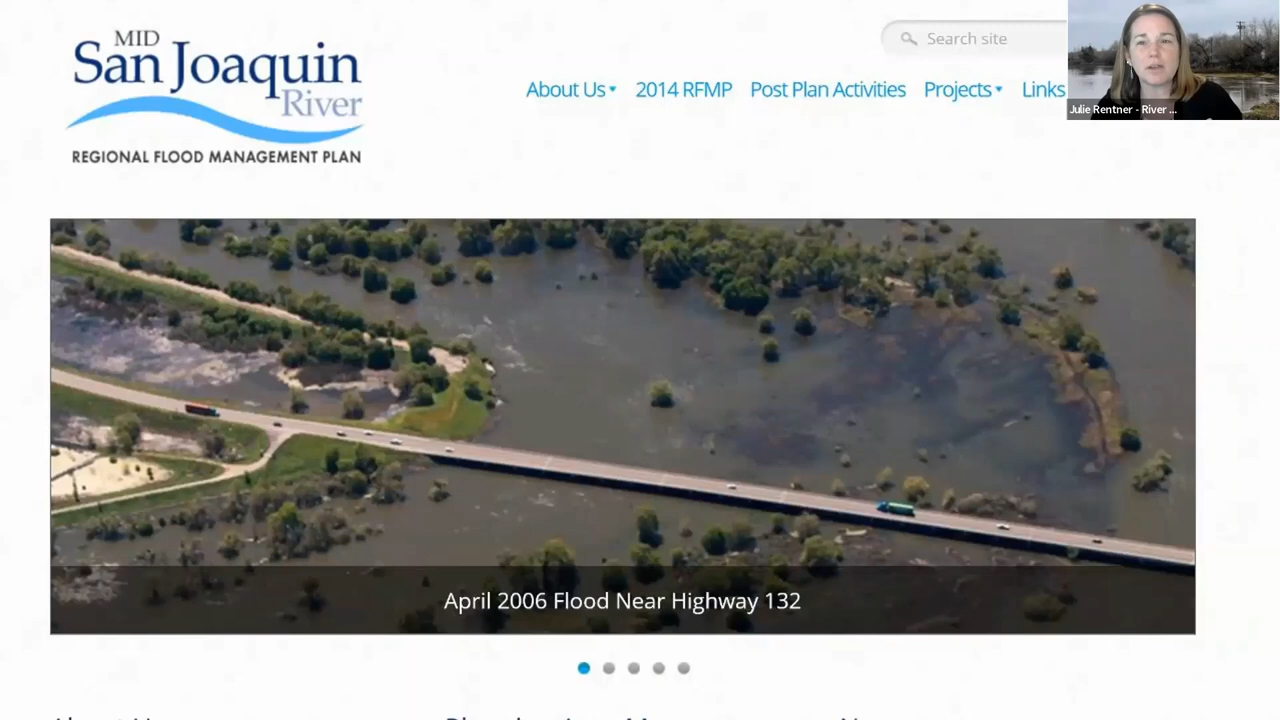 MID
San Joaquin
River
REGIONAL FLOOD MANAGEMENT PLAN
Search site
About Us 2014 RFMP Post Plan Activities Projects Links
Julie Rentner - River ...
April 2006 Flood Near Highway 132